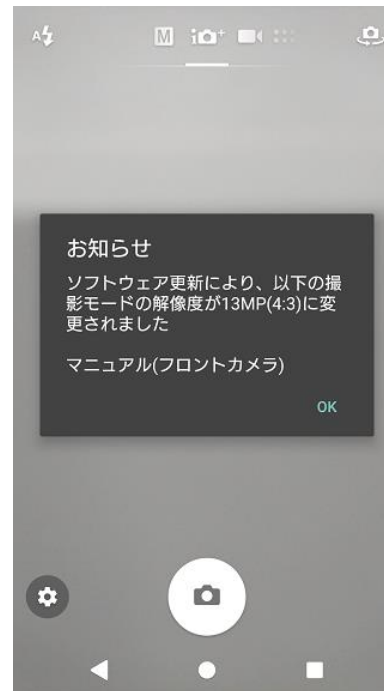 A
M i+
お知らせ
ソフトウェア更新により、以下の撮
影モードの解像度が13MP(4:3)に変
更されました
マニュアル(フロントカメラ)
OK